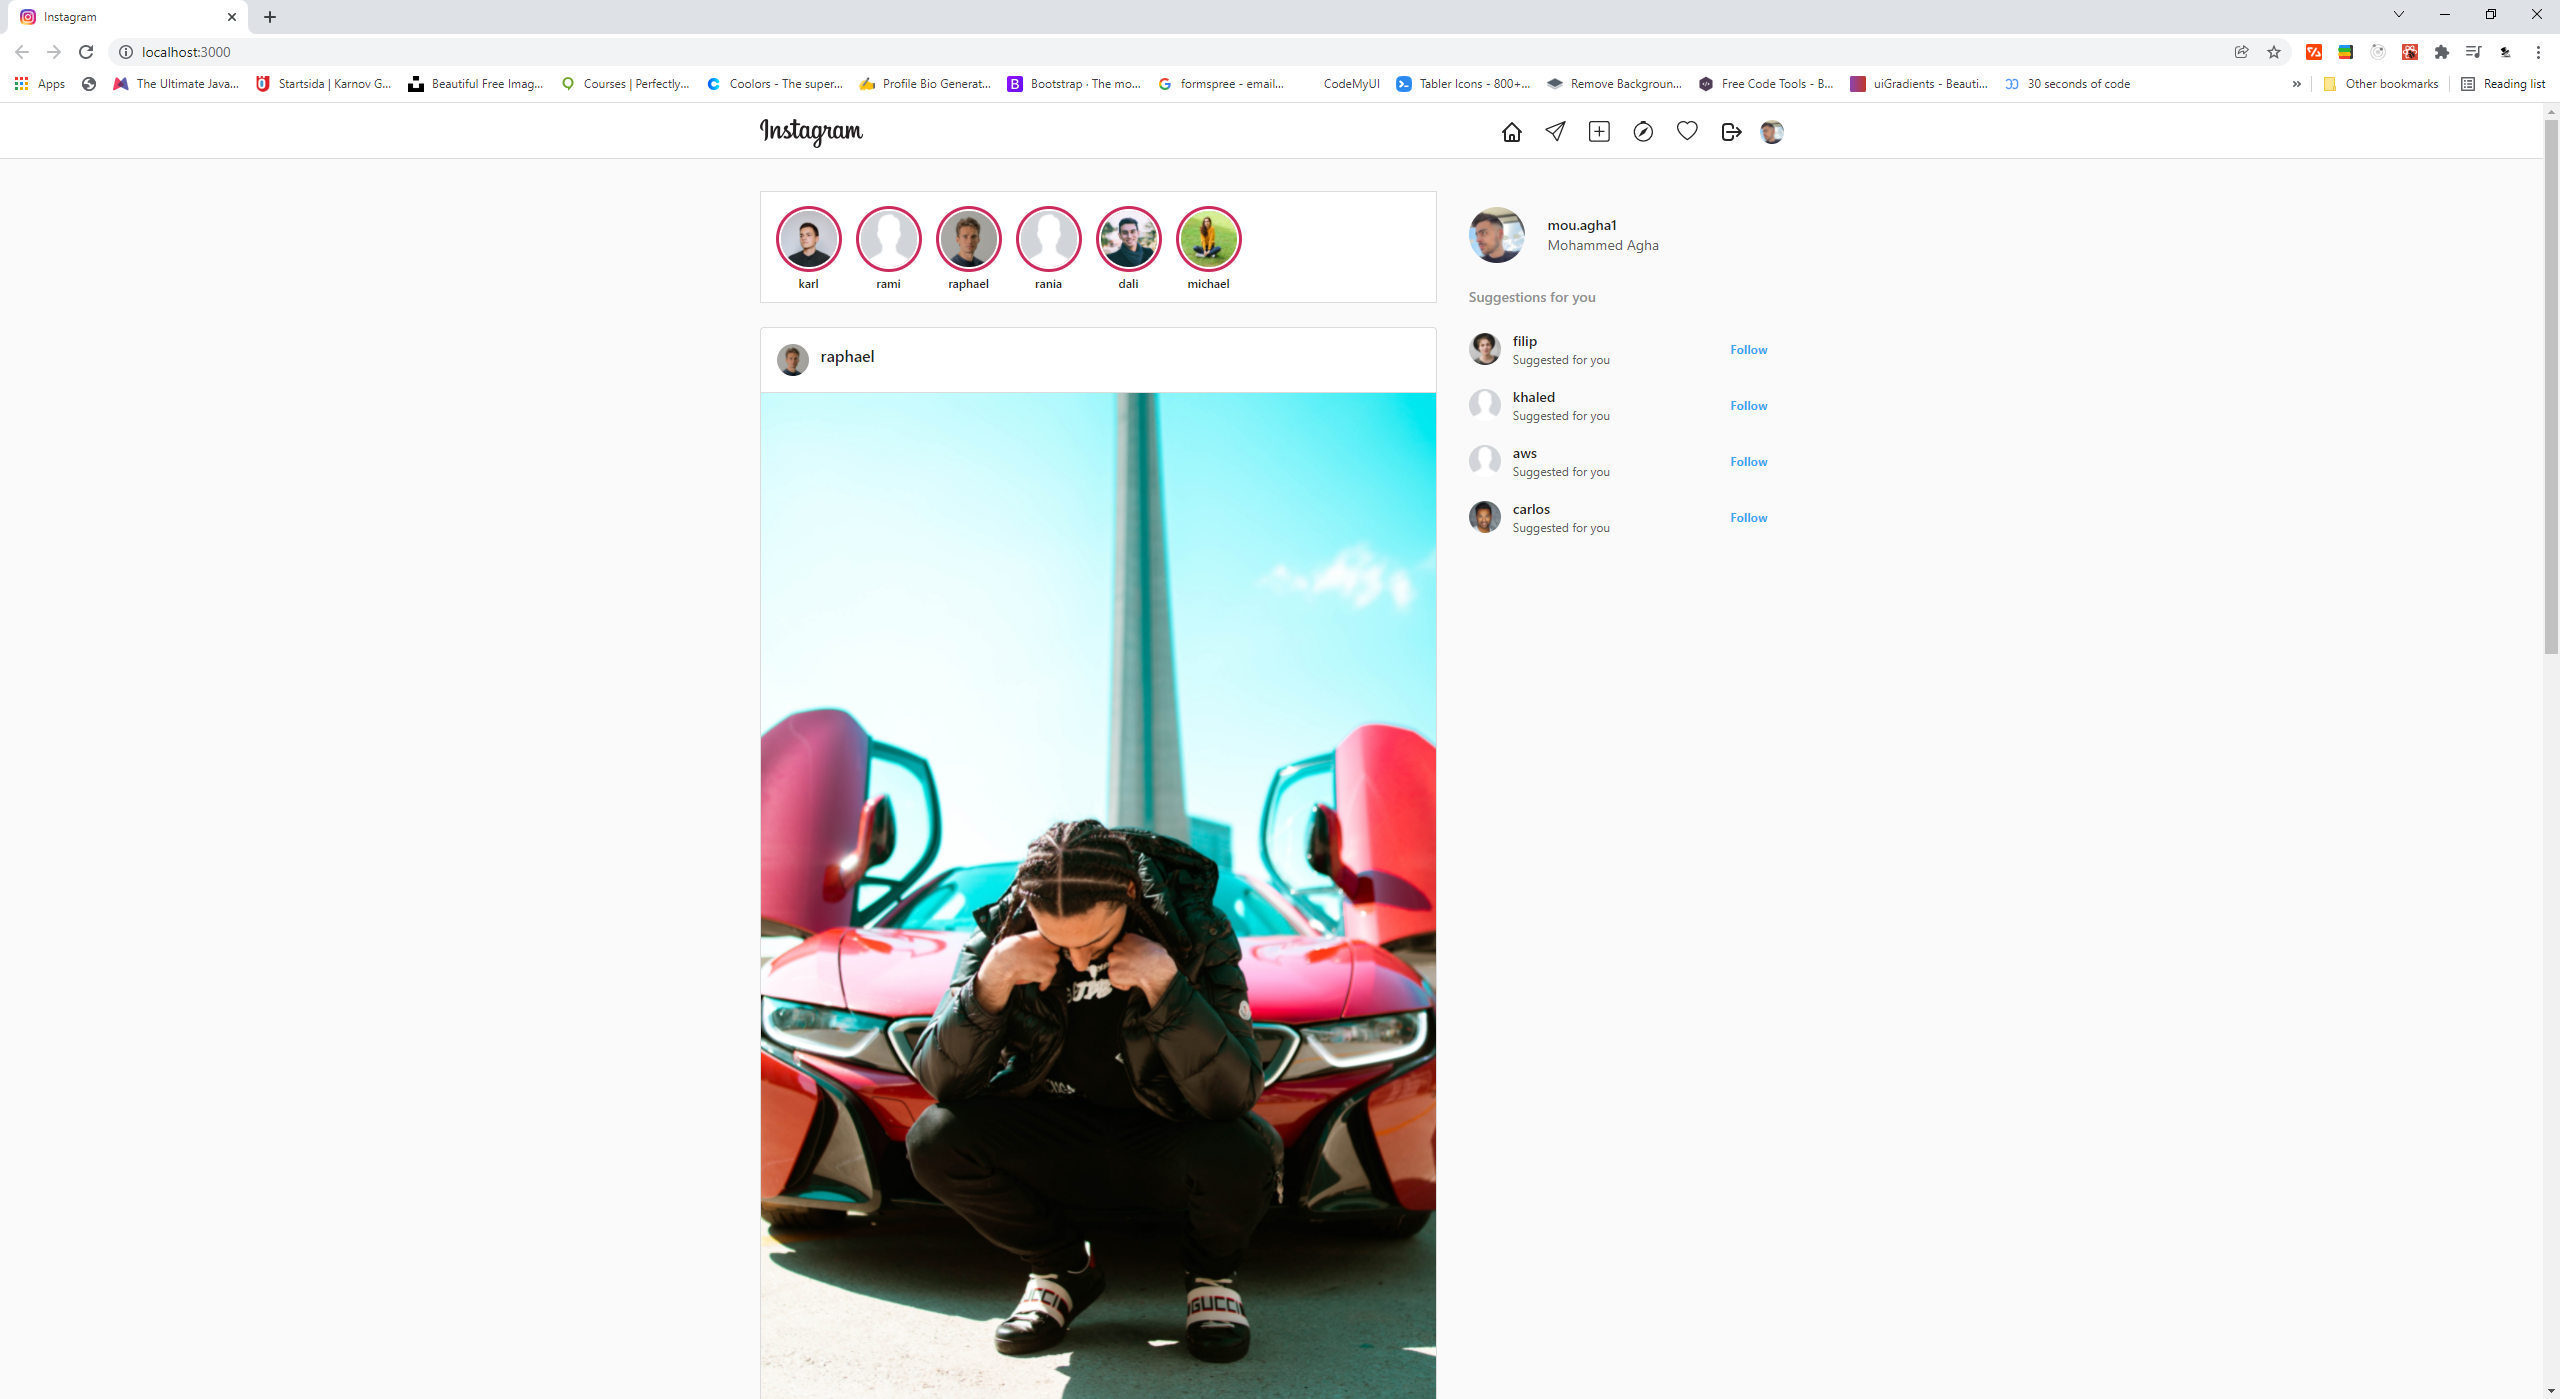 Instagram
localhost:3000
Apps
The Ultimate Java...
Startsida | Karnov G...
Beautiful Free Imag...
Courses | Perfectly...
Coolors - The super...
Profile Bio Generat...
Bootstrap · The mo...
formspree - email...
CodeMyUI
Tabler Icons - 800+...
Remove Backgroun...
Free Code Tools - B...
uiGradients - Beauti...
30 seconds of code
»
Other bookmarks
Reading list
Instagram
karl
rami
raphael
rania
dali
michael
raphael
GUCCI
mou.agha1
Mohammed Agha
Suggestions for you
filip
Suggested for you
Follow
khaled
Suggested for you
Follow
aws
Suggested for you
Follow
carlos
Suggested for you
Follow